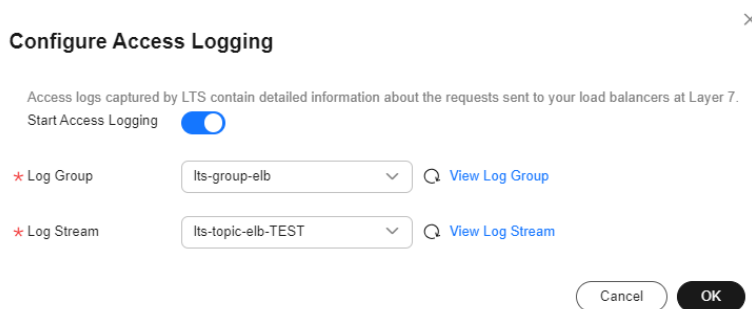 Configure Access Logging
Access logs captured by LTS contain detailed information about the requests sent to your load balancers at Layer 7.
Start Access Logging
* Log Group lts-group-elb View Log Group
* Log Stream lts-topic-elb-TEST View Log Stream
Cancel OK